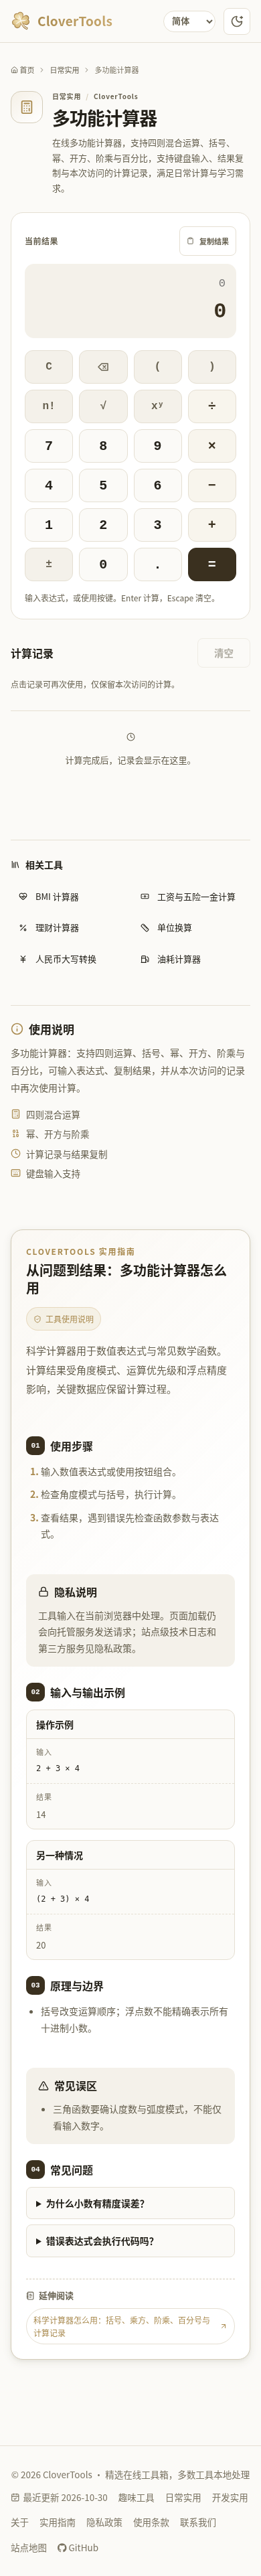 CloverTools
简体
首页 > 日常实用 > 多功能计算器
日常实用 / CloverTools
多功能计算器
在线多功能计算器，支持四则混合运算、括号、
幂、开方、阶乘与百分比，支持键盘输入、结果复
制与本次访问的计算记录，满足日常计算与学习需
求。
当前结果
复制结果
0
0
C
(
)
n!
√
xʸ
÷
7
8
9
×
4
5
6
−
1
2
3
+
±
0
.
=
输入表达式，或使用按键。Enter 计算，Escape 清空。
计算记录
清空
点击记录可再次使用，仅保留本次访问的计算。
计算完成后，记录会显示在这里。
相关工具
BMI 计算器
工资与五险一金计算
理财计算器
单位换算
人民币大写转换
油耗计算器
使用说明
多功能计算器：支持四则运算、括号、幂、开方、阶乘与
百分比，可输入表达式、复制结果，并从本次访问的记录
中再次使用计算。
四则混合运算
幂、开方与阶乘
计算记录与结果复制
键盘输入支持
CLOVERTOOLS 实用指南
从问题到结果：多功能计算器怎么
用
工具使用说明
科学计算器用于数值表达式与常见数学函数。
计算结果受角度模式、运算优先级和浮点精度
影响，关键数据应保留计算过程。
01 使用步骤
1. 输入数值表达式或使用按钮组合。
2. 检查角度模式与括号，执行计算。
3. 查看结果，遇到错误先检查函数参数与表达
式。
隐私说明
工具输入在当前浏览器中处理。页面加载仍
会向托管服务发送请求；站点级技术日志和
第三方服务见隐私政策。
02 输入与输出示例
操作示例
输入
2 + 3 × 4
结果
14
另一种情况
输入
(2 + 3) × 4
结果
20
03 原理与边界
• 括号改变运算顺序；浮点数不能精确表示所有
十进制小数。
常见误区
• 三角函数要确认度数与弧度模式，不能仅
看输入数字。
04 常见问题
▶ 为什么小数有精度误差？
▶ 错误表达式会执行代码吗？
延伸阅读
科学计算器怎么用：括号、乘方、阶乘、百分号与
计算记录
© 2026 CloverTools • 精选在线工具箱，多数工具本地处理
最近更新 2026-10-30 趣味工具 日常实用 开发实用
关于 实用指南 隐私政策 使用条款 联系我们
站点地图 GitHub